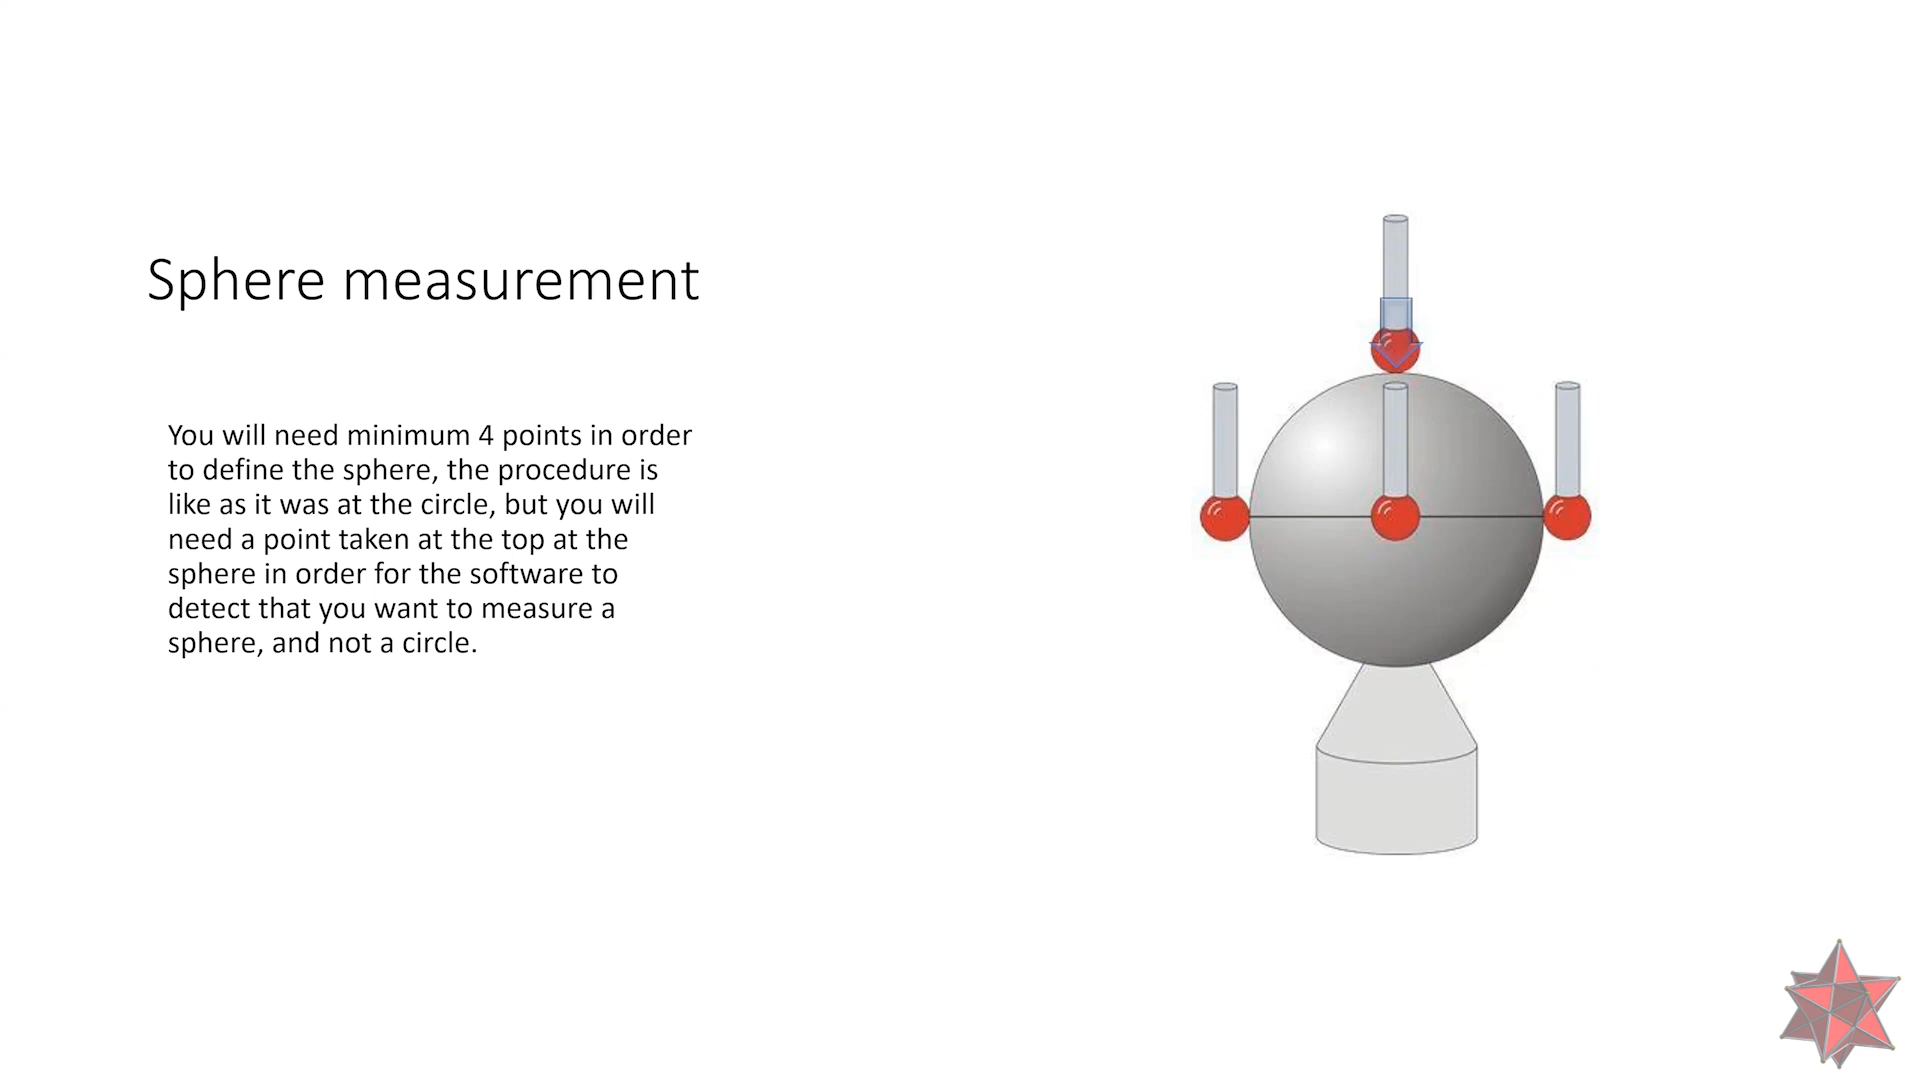 Sphere measurement
You will need minimum 4 points in order
to define the sphere, the procedure is
like as it was at the circle, but you will
need a point taken at the top at the
sphere in order for the software to
detect that you want to measure a
sphere, and not a circle.